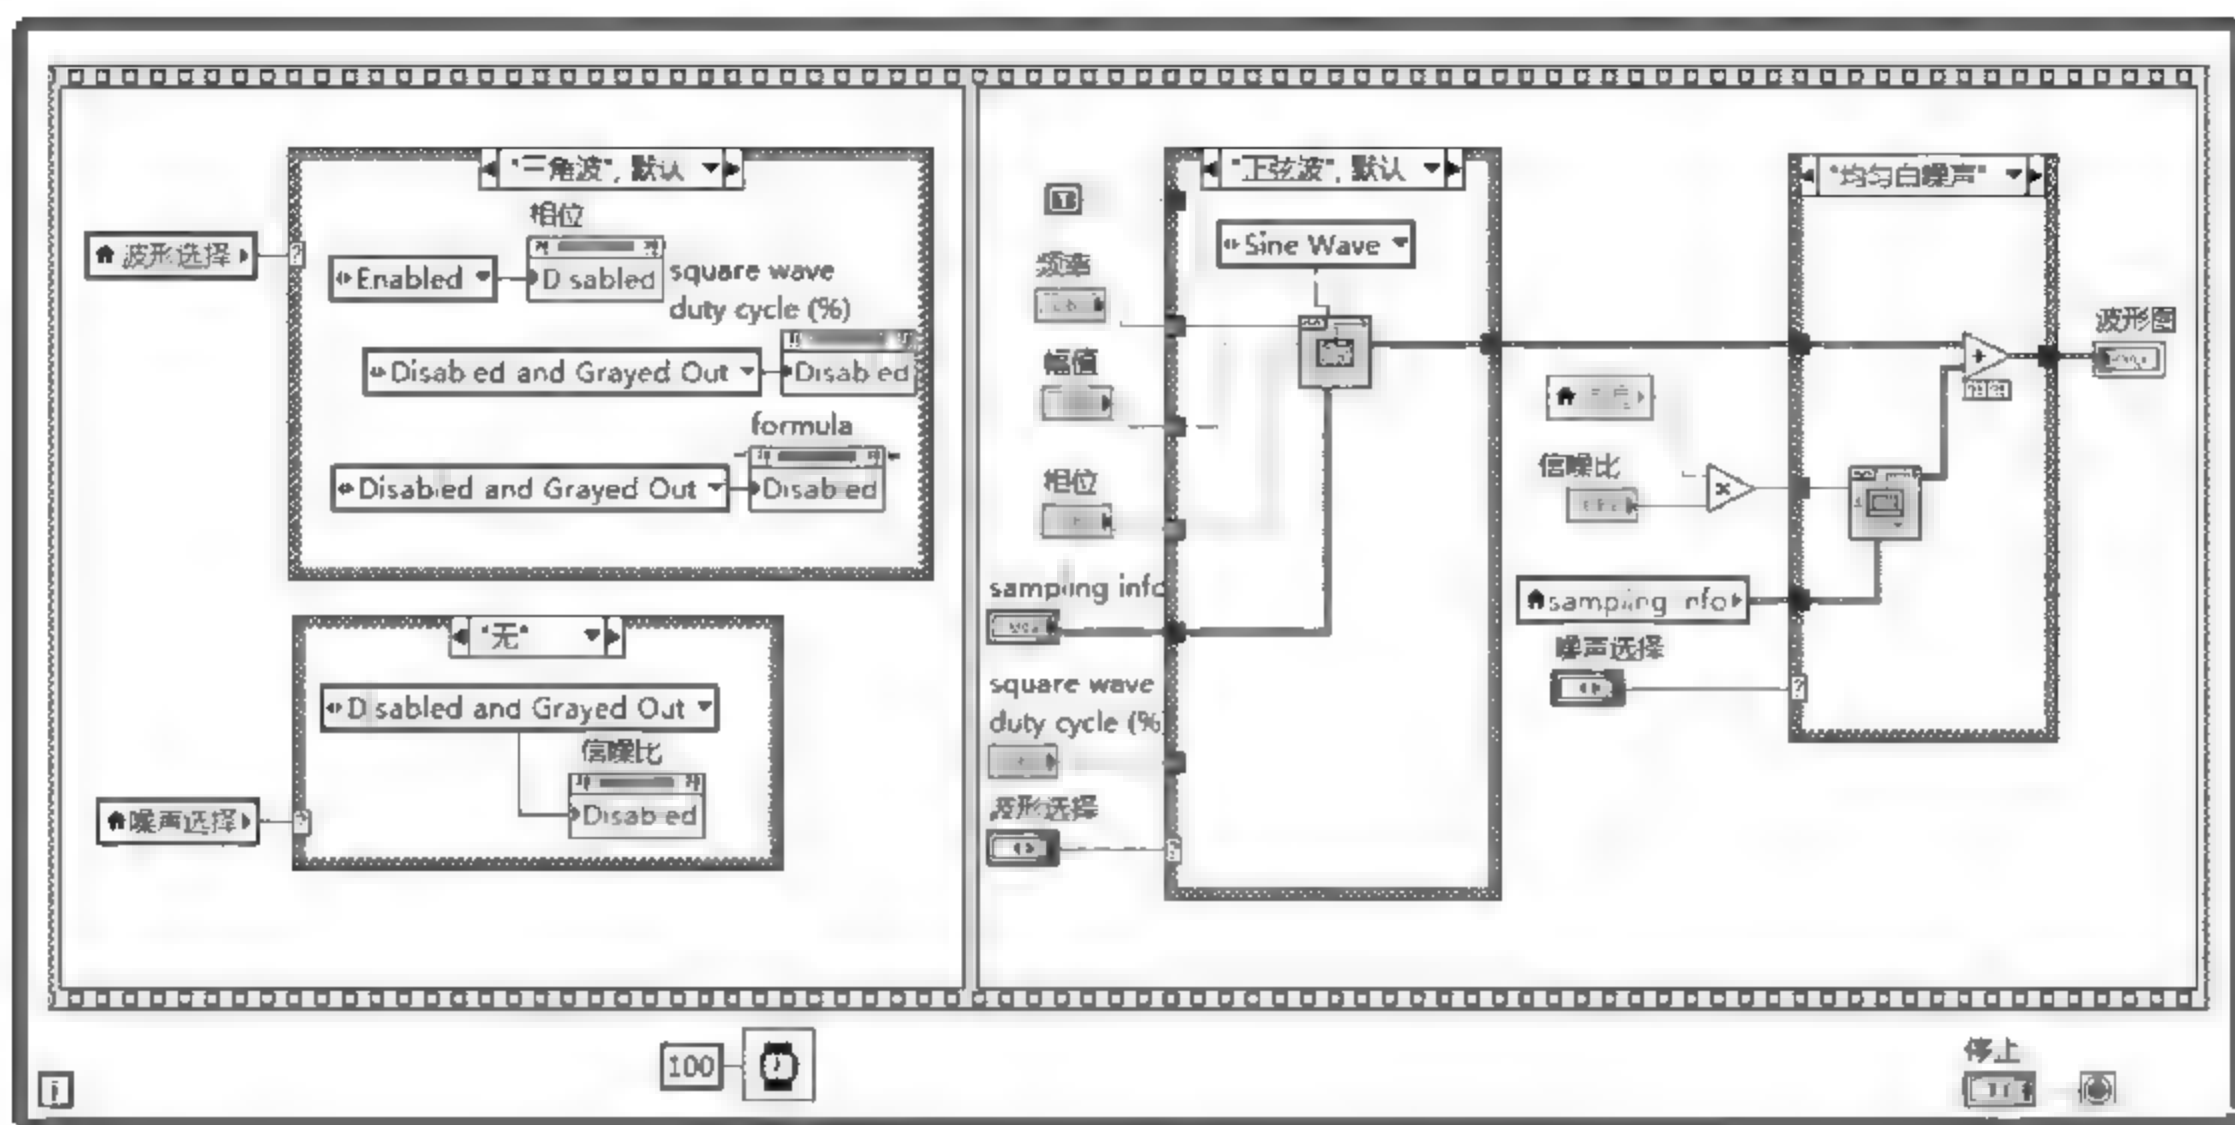 "三角波", 默认
相位
波形选择
Enabled
Disabled
square wave
duty cycle (%)
Disabled and Grayed Out
Disabled
formula
Disabled and Grayed Out
Disabled
"无"
Disabled and Grayed Out
信噪比
Disabled
噪声选择
"正弦波", 默认
Sine Wave
频率
幅值
相位
sampling info
square wave
duty cycle (%
波形选择
"均匀白噪声"
波形图
信噪比
sampling info
噪声选择
100
停止
i